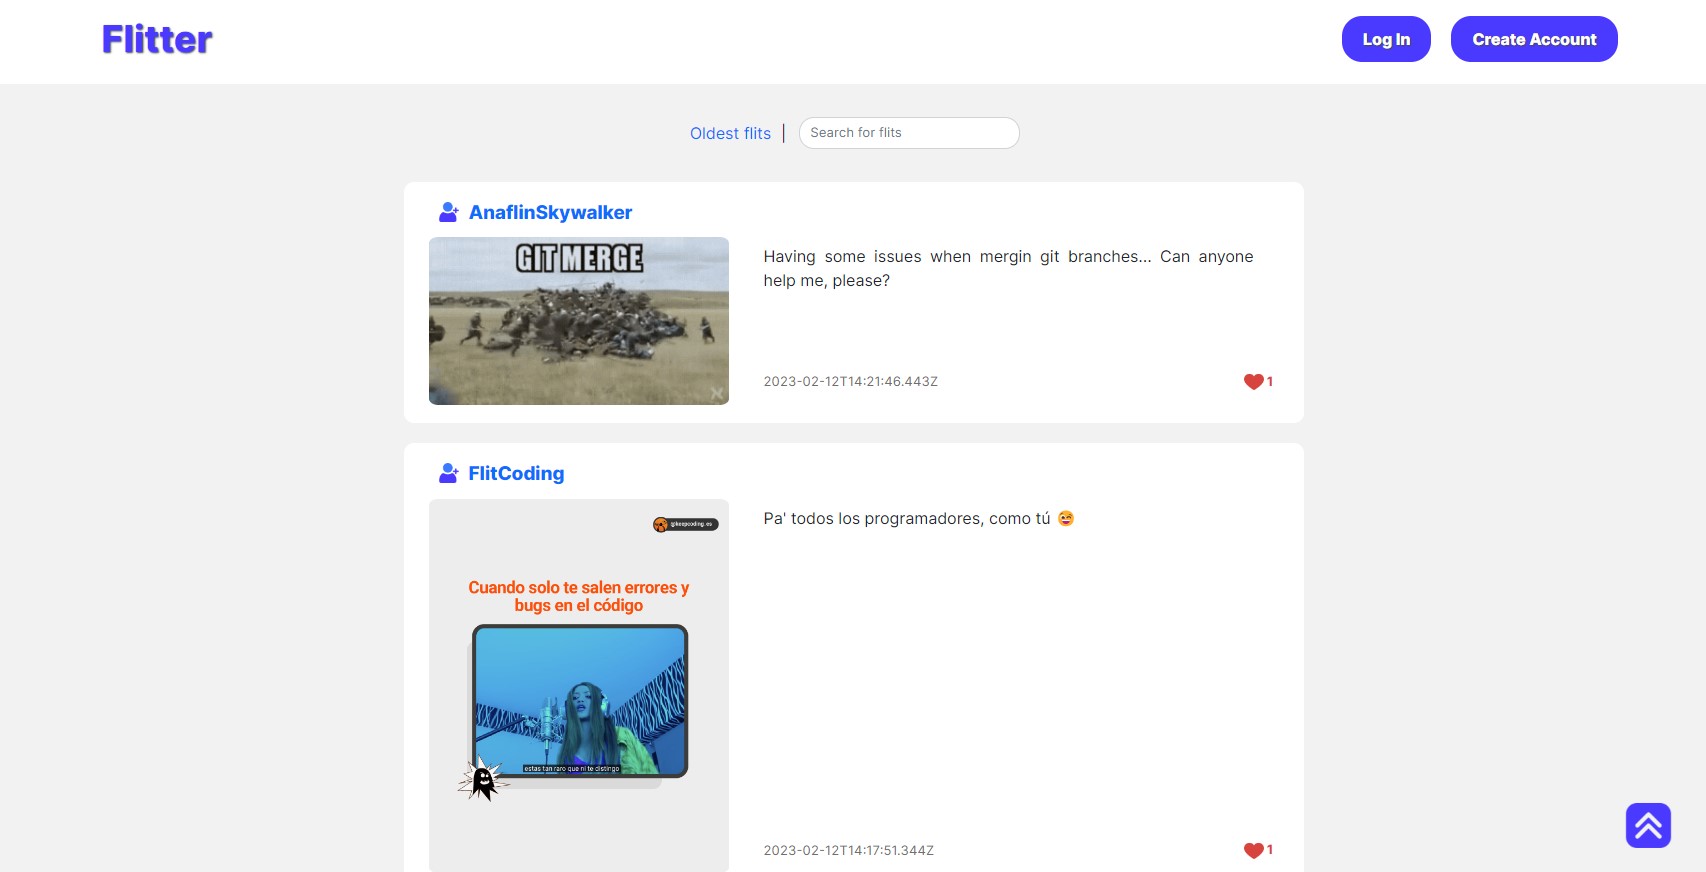 Flitter
Log In
Create Account
Oldest flits |
Search for flits
AnaflinSkywalker
GIT MERGE
Having some issues when mergin git branches... Can anyone
help me, please?
2023-02-12T14:21:46.443Z
1
FlitCoding
@keepcoding.es
Cuando solo te salen errores y
bugs en el código
estas tan raro que ni te distingo
Pa' todos los programadores, como tú 😅
2023-02-12T14:17:51.344Z
1